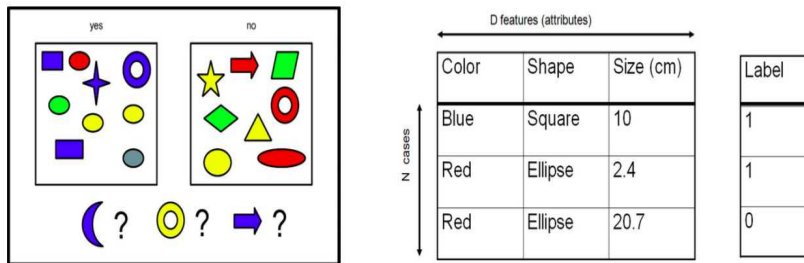 yes no
? ? ?
D features (attributes)
N cases
Color Shape Size (cm) Label
Blue Square 10 1
Red Ellipse 2.4 1
Red Ellipse 20.7 0